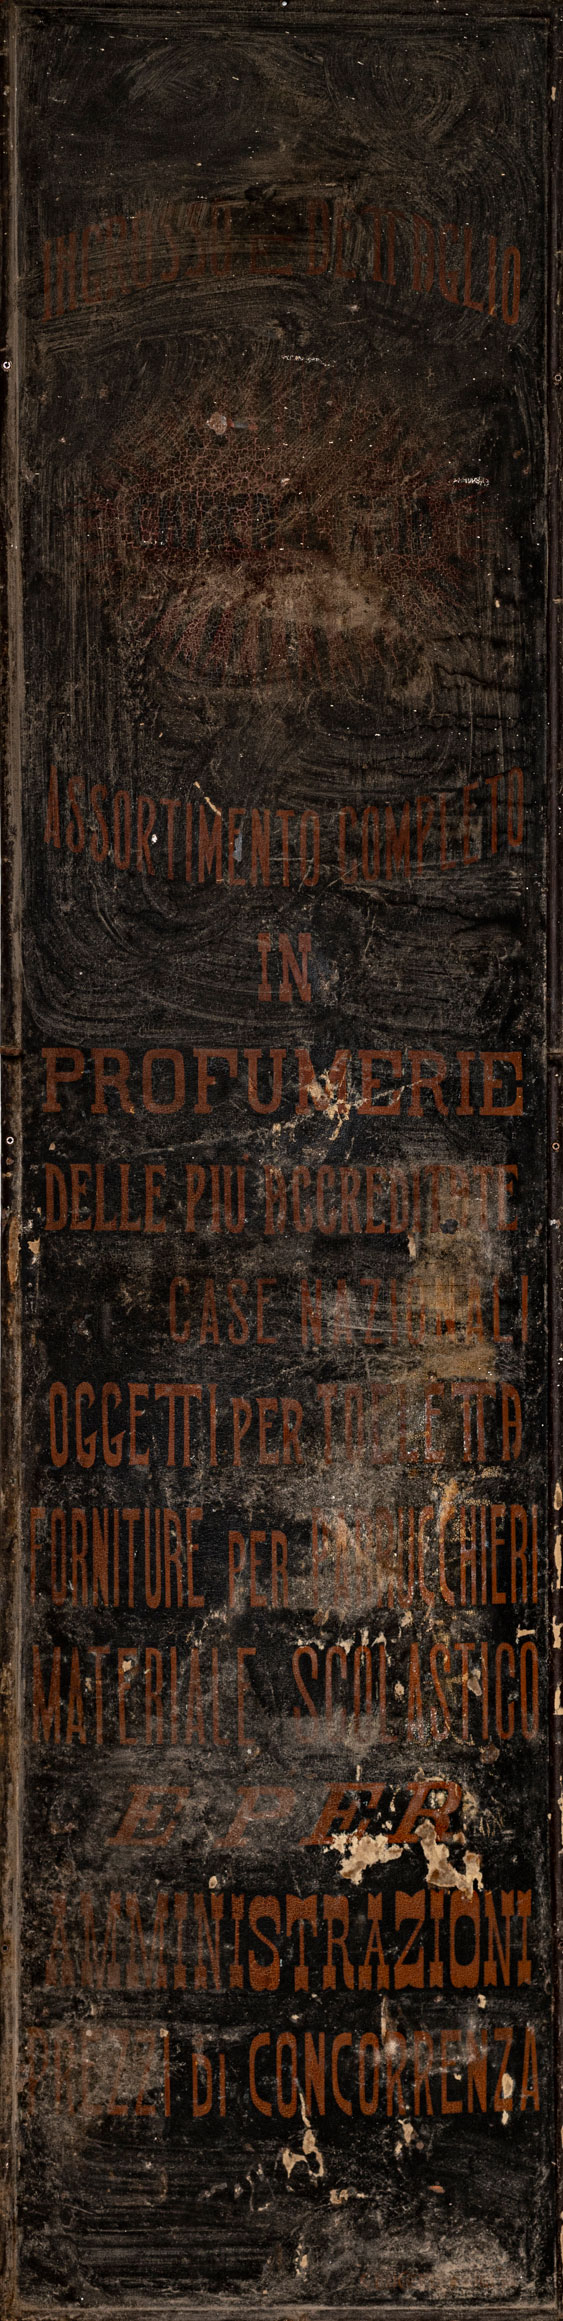 INGROSSO E DETTAGLIO
ASSORTIMENTO COMPLETO
IN
PROFUMERIE
DELLE PIÙ ACCREDITATE
CASE NAZIONALI
OGGETTI PER TOELETTA
FORNITURE PER PARRUCCHIERI
MATERIALE SCOLASTICO
E PER
AMMINISTRAZIONI
PREZZI DI CONCORRENZA